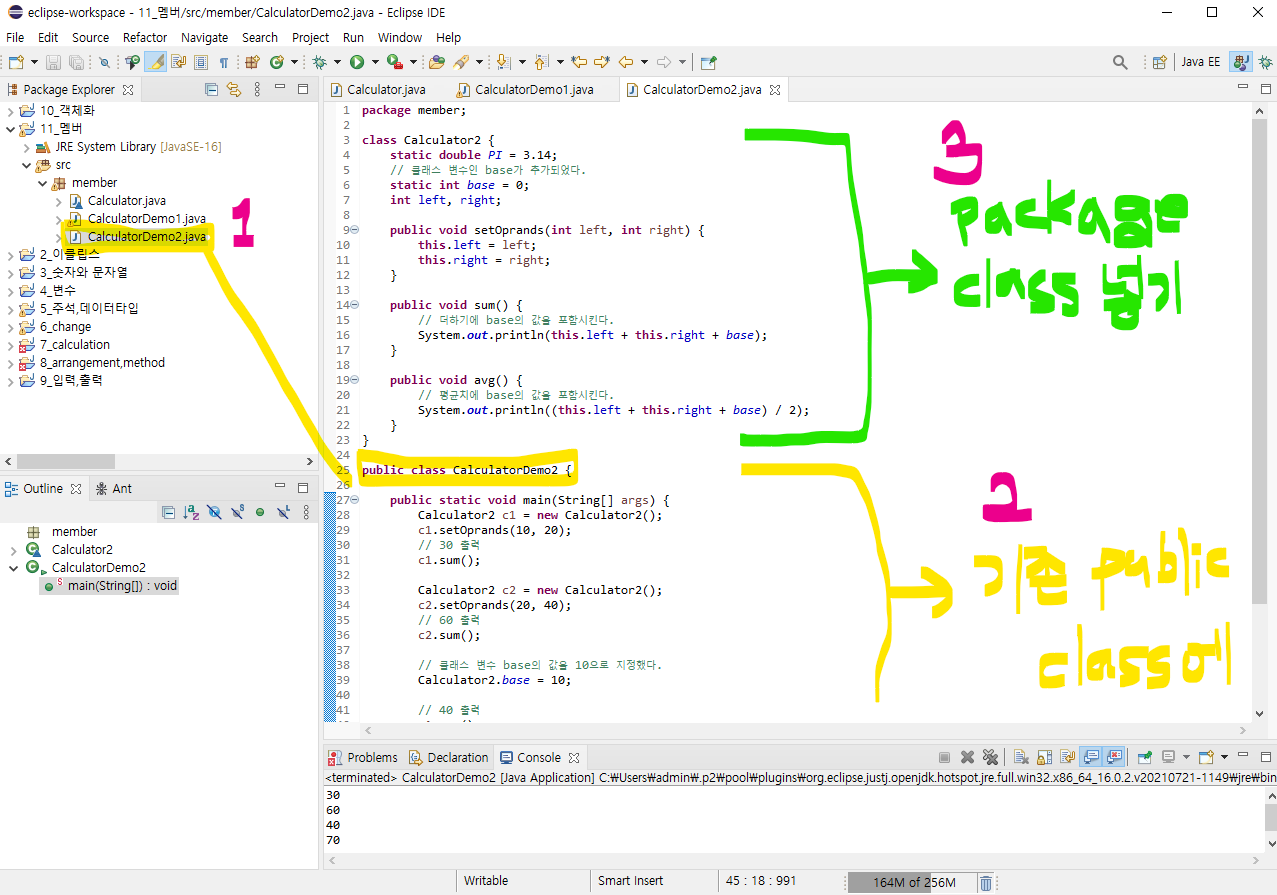 eclipse-workspace - 11_멤버/src/member/CalculatorDemo2.java - Eclipse IDE
File Edit Source Refactor Navigate Search Project Run Window Help
Java EE
Package Explorer
10_객체화
11_멤버
JRE System Library [JavaSE-16]
src
member
Calculator.java
CalculatorDemo1.java
CalculatorDemo2.java
2_이클립스
3_숫자와 문자열
4_변수
5_주석,데이터타입
6_change
7_calculation
8_arrangement,method
9_입력,출력
1
Outline Ant
member
Calculator2
CalculatorDemo2
main(String[]) : void
Calculator.java CalculatorDemo1.java CalculatorDemo2.java
1 package member;
2
3 class Calculator2 {
4 static double PI = 3.14;
5 // 클래스 변수인 base가 추가되었다.
6 static int base = 0;
7 int left, right;
8
9 public void setOprands(int left, int right) {
10 this.left = left;
11 this.right = right;
12 }
13
14 public void sum() {
15 // 더하기에 base의 값을 포함시킨다.
16 System.out.println(this.left + this.right + base);
17 }
18
19 public void avg() {
20 // 평균치에 base의 값을 포함시킨다.
21 System.out.println((this.left + this.right + base) / 2);
22 }
23 }
24
25 public class CalculatorDemo2 {
26
27 public static void main(String[] args) {
28 Calculator2 c1 = new Calculator2();
29 c1.setOprands(10, 20);
30 // 30 출력
31 c1.sum();
32
33 Calculator2 c2 = new Calculator2();
34 c2.setOprands(20, 40);
35 // 60 출력
36 c2.sum();
37
38 // 클래스 변수 base의 값을 10으로 지정했다.
39 Calculator2.base = 10;
40
41 // 40 출력
3
package
class 넣기
2
기존 public
class에
Problems Declaration Console
<terminated> CalculatorDemo2 [Java Application] C:₩Users₩admin₩.p2₩pool₩plugins₩org.eclipse.justj.openjdk.hotspot.jre.full.win32.x86_64_16.0.2.v20210721-1149₩jre₩bin
30
60
40
70
Writable Smart Insert 45 : 18 : 991 164M of 256M